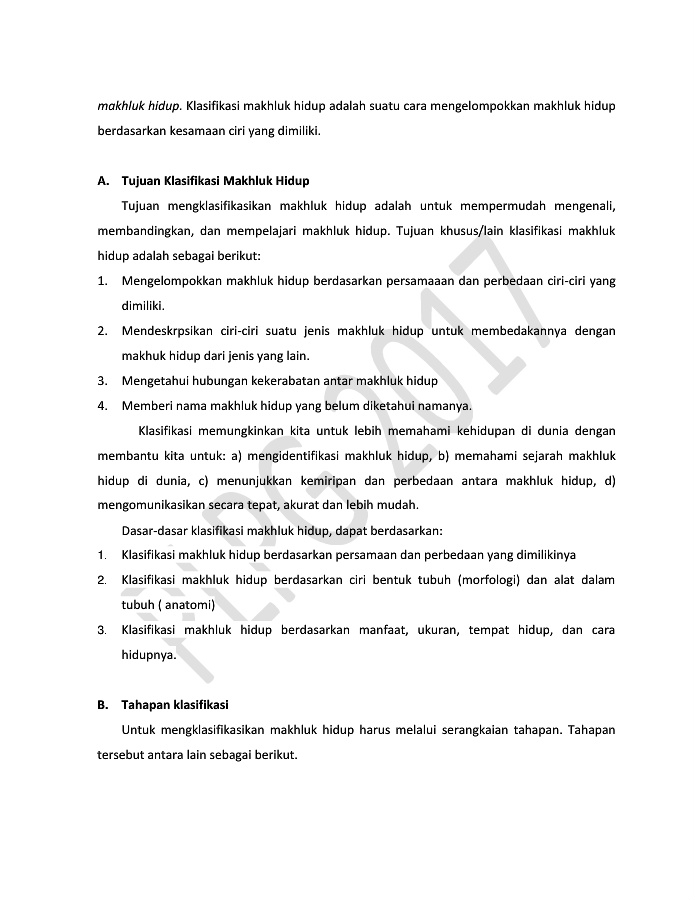 makhluk hidup. Klasifikasi makhluk hidup adalah suatu cara mengelompokkan makhluk hidup
berdasarkan kesamaan ciri yang dimiliki.
A. Tujuan Klasifikasi Makhluk Hidup
Tujuan mengklasifikasikan makhluk hidup adalah untuk mempermudah mengenali,
membandingkan, dan mempelajari makhluk hidup. Tujuan khusus/lain klasifikasi makhluk
hidup adalah sebagai berikut:
1. Mengelompokkan makhluk hidup berdasarkan persamaaan dan perbedaan ciri-ciri yang
dimiliki.
2. Mendeskrpsikan ciri-ciri suatu jenis makhluk hidup untuk membedakannya dengan
makhuk hidup dari jenis yang lain.
3. Mengetahui hubungan kekerabatan antar makhluk hidup
4. Memberi nama makhluk hidup yang belum diketahui namanya.
Klasifikasi memungkinkan kita untuk lebih memahami kehidupan di dunia dengan
membantu kita untuk: a) mengidentifikasi makhluk hidup, b) memahami sejarah makhluk
hidup di dunia, c) menunjukkan kemiripan dan perbedaan antara makhluk hidup, d)
mengomunikasikan secara tepat, akurat dan lebih mudah.
Dasar-dasar klasifikasi makhluk hidup, dapat berdasarkan:
1. Klasifikasi makhluk hidup berdasarkan persamaan dan perbedaan yang dimilikinya
2. Klasifikasi makhluk hidup berdasarkan ciri bentuk tubuh (morfologi) dan alat dalam
tubuh ( anatomi)
3. Klasifikasi makhluk hidup berdasarkan manfaat, ukuran, tempat hidup, dan cara
hidupnya.
B. Tahapan klasifikasi
Untuk mengklasifikasikan makhluk hidup harus melalui serangkaian tahapan. Tahapan
tersebut antara lain sebagai berikut.
PLPG 2017